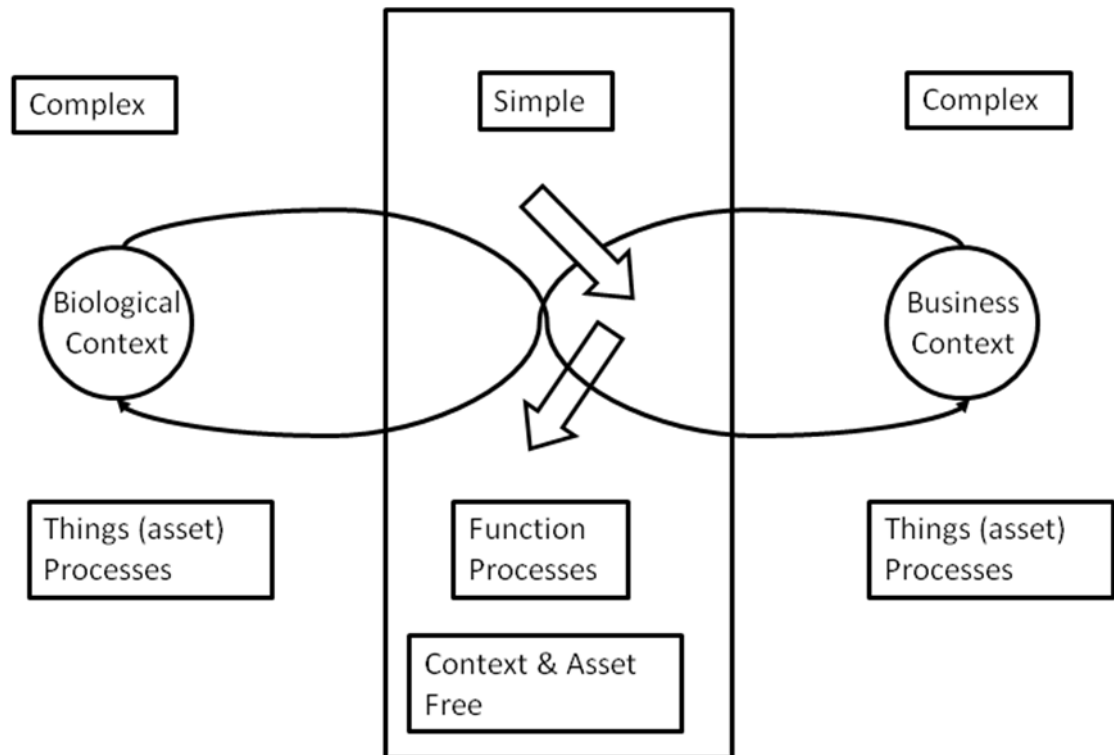 Complex
Simple
Complex
Biological
Context
Business
Context
Things (asset)
Processes
Function
Processes
Things (asset)
Processes
Context & Asset
Free